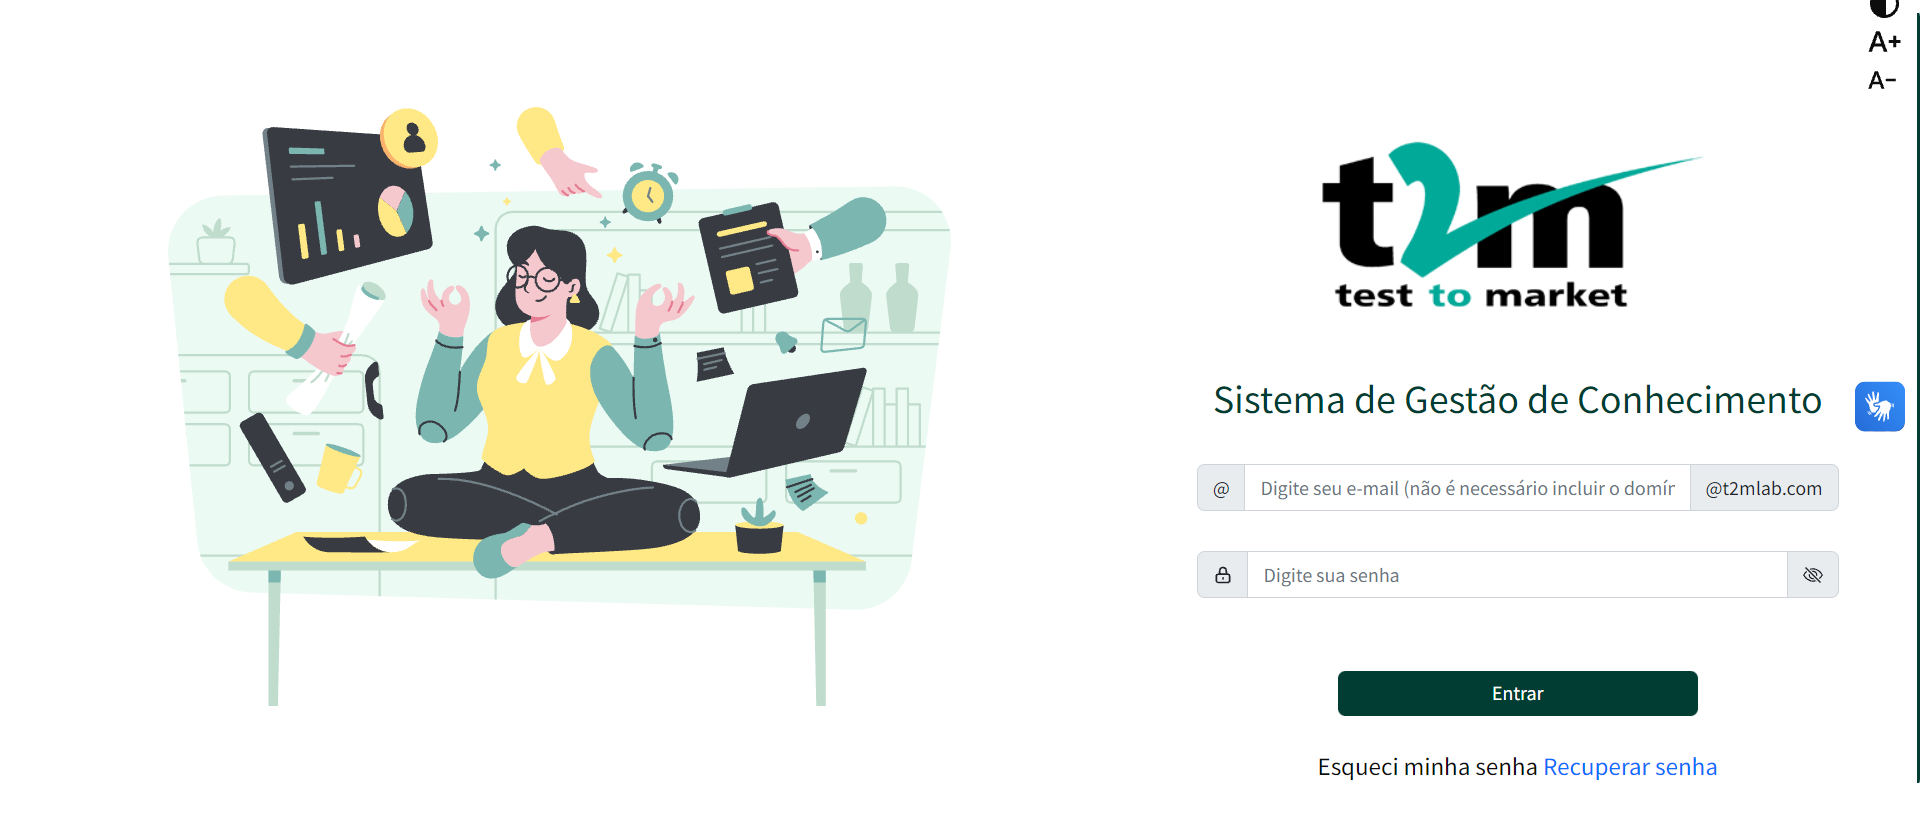 A+
A-
t2m
test to market
Sistema de Gestão de Conhecimento
@ Digite seu e-mail (não é necessário incluir o domín @t2mlab.com
Digite sua senha
Entrar
Esqueci minha senha Recuperar senha